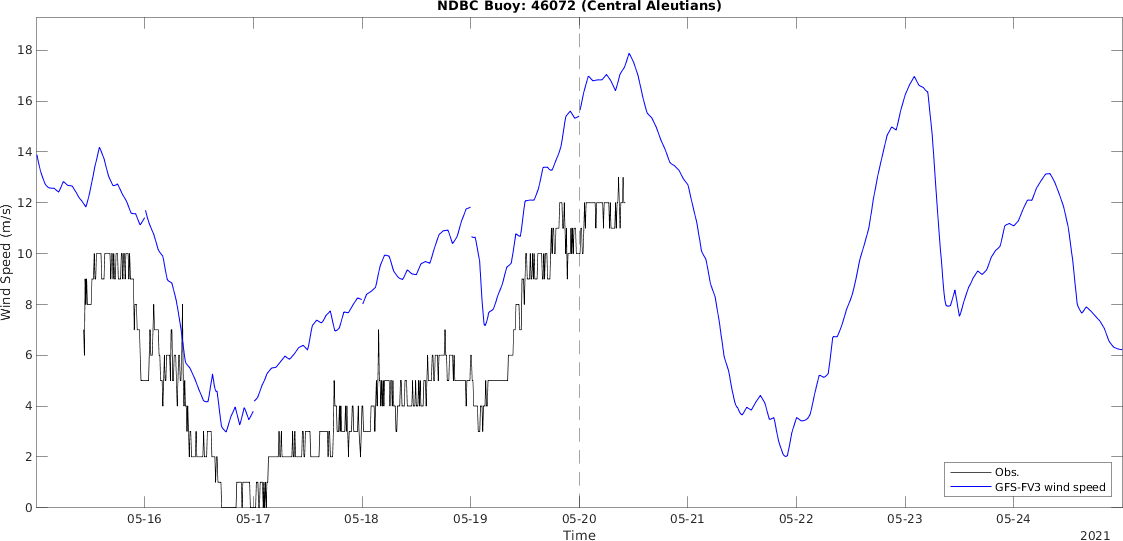 NDBC Buoy: 46072 (Central Aleutians)
Wind Speed (m/s)
18
16
14
12
10
8
6
4
2
0
05-16 05-17 05-18 05-19 05-20 05-21 05-22 05-23 05-24
Time
2021
Obs.
GFS-FV3 wind speed